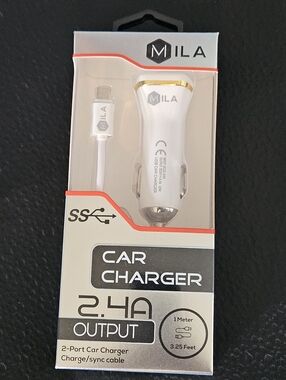 MILA
MILA
MILA
SS
CAR
CHARGER
2.4A
OUTPUT
1 Meter
3.25 Feet
2-Port Car Charger
Charge/sync cable